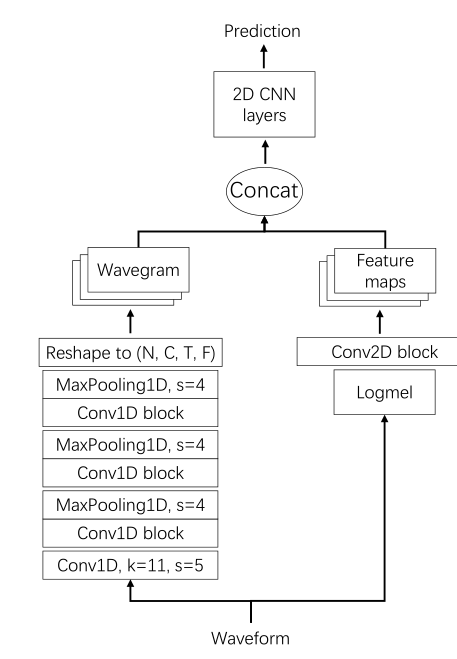 Prediction
2D CNN
layers
Concat
Wavegram
Feature
maps
Reshape to (N, C, T, F)
Conv2D block
MaxPooling1D, s=4
Logmel
Conv1D block
MaxPooling1D, s=4
Conv1D block
MaxPooling1D, s=4
Conv1D block
Conv1D, k=11, s=5
Waveform